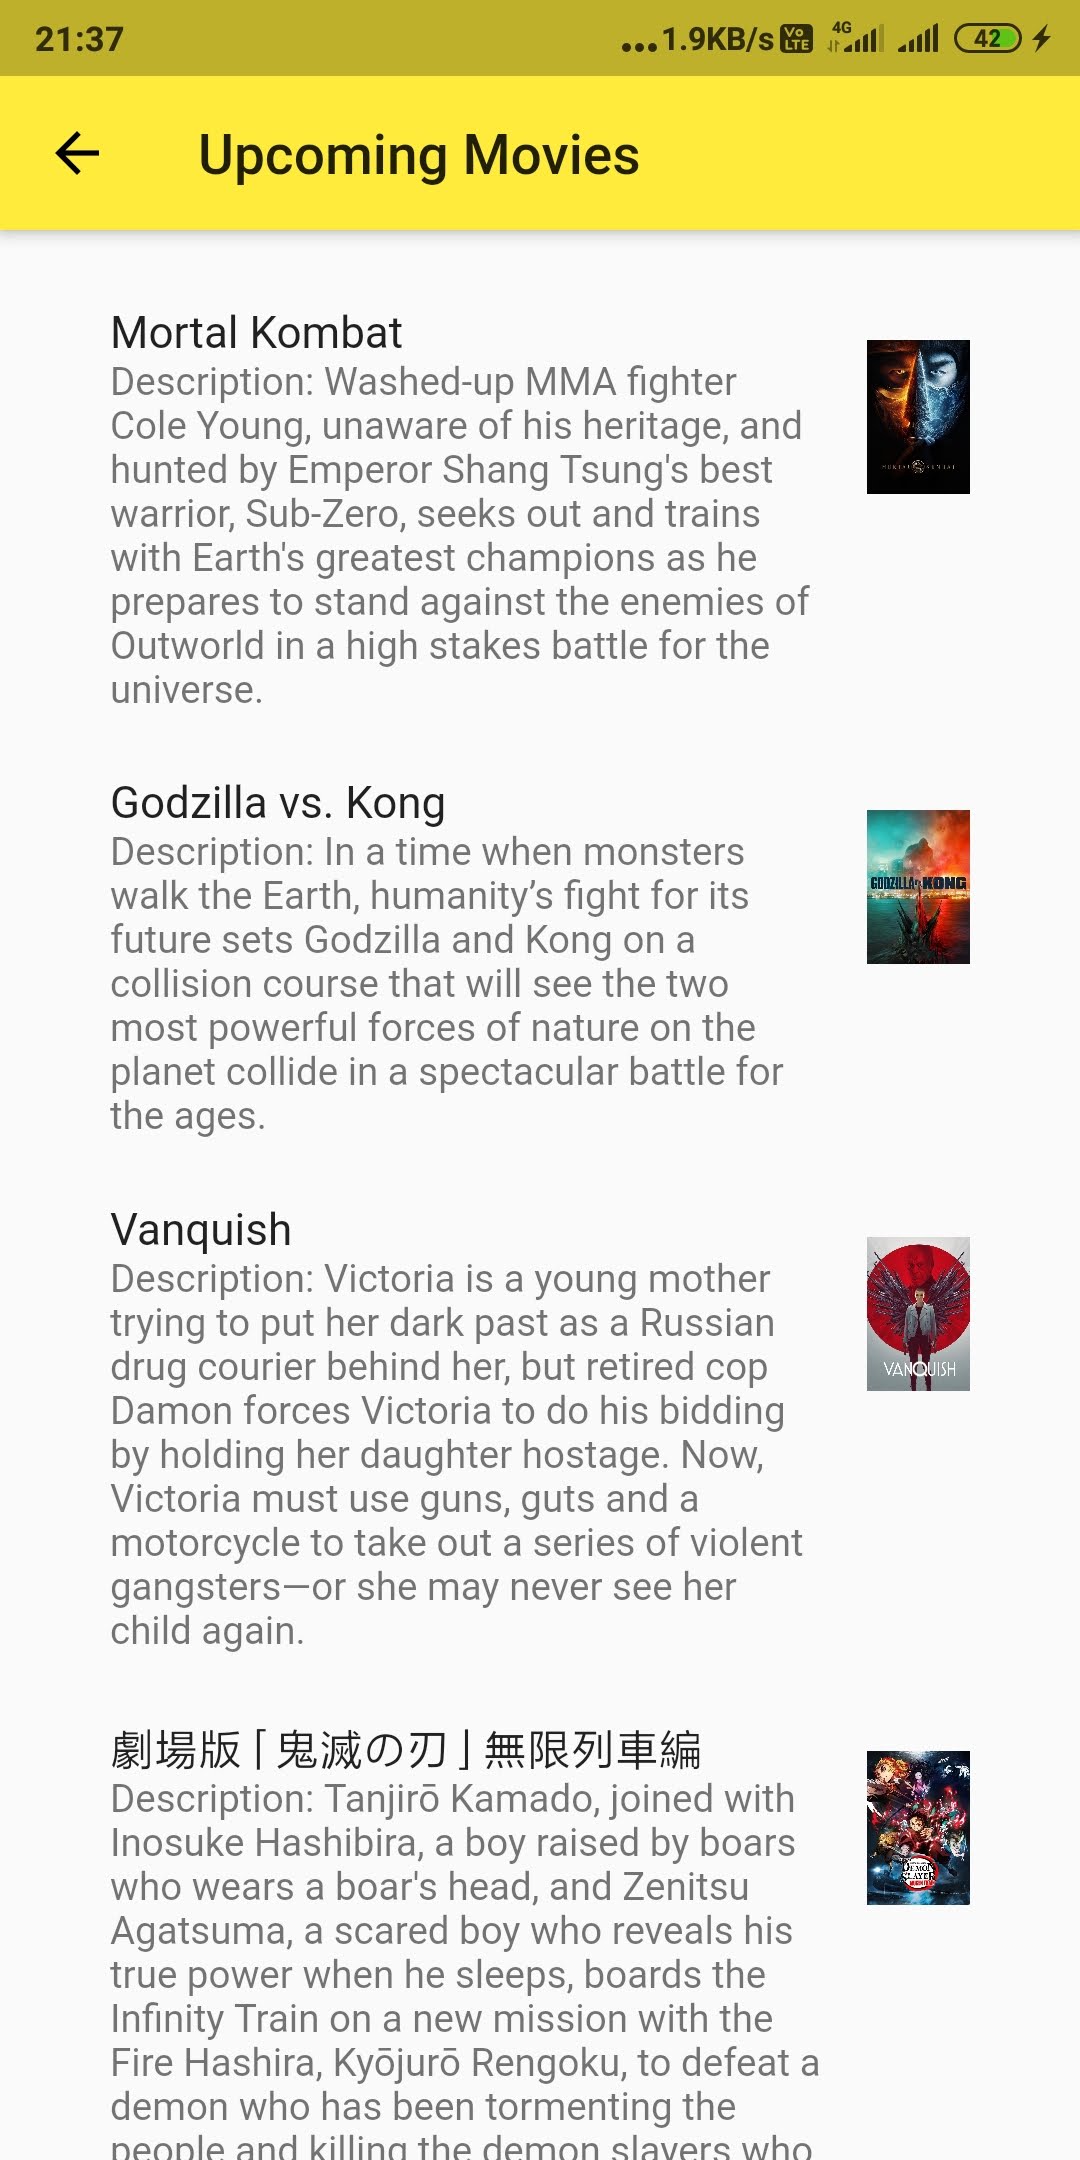 21:37
...1.9KB/s Vo LTE 4G 42
Upcoming Movies
Mortal Kombat
Description: Washed-up MMA fighter
Cole Young, unaware of his heritage, and
hunted by Emperor Shang Tsung's best
warrior, Sub-Zero, seeks out and trains
with Earth's greatest champions as he
prepares to stand against the enemies of
Outworld in a high stakes battle for the
universe.
Godzilla vs. Kong
Description: In a time when monsters
walk the Earth, humanity’s fight for its
future sets Godzilla and Kong on a
collision course that will see the two
most powerful forces of nature on the
planet collide in a spectacular battle for
the ages.
GODZILLA KONG
Vanquish
Description: Victoria is a young mother
trying to put her dark past as a Russian
drug courier behind her, but retired cop
Damon forces Victoria to do his bidding
by holding her daughter hostage. Now,
Victoria must use guns, guts and a
motorcycle to take out a series of violent
gangsters—or she may never see her
child again.
VANQUISH
劇場版「鬼滅の刃」無限列車編
Description: Tanjirō Kamado, joined with
Inosuke Hashibira, a boy raised by boars
who wears a boar's head, and Zenitsu
Agatsuma, a scared boy who reveals his
true power when he sleeps, boards the
Infinity Train on a new mission with the
Fire Hashira, Kyōjurō Rengoku, to defeat a
demon who has been tormenting the
people and killing the demon slayers who
DEMON
SLAYER